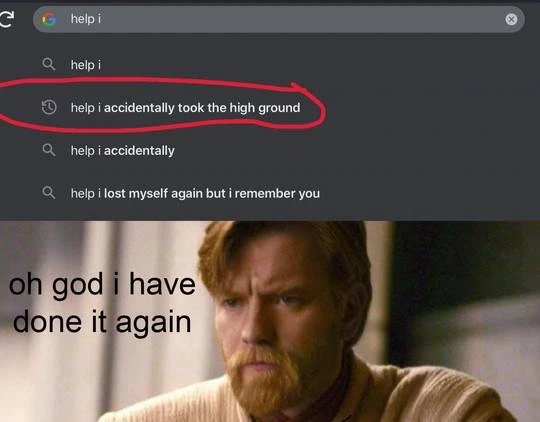 help i
help i
help i accidentally took the high ground
help i accidentally
help i lost myself again but i remember you
oh god i have
done it again